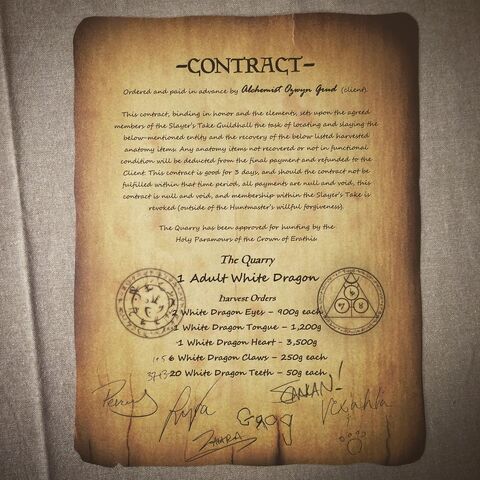 -CONTRACT-
Ordered and paid in advance by Alchemist Ozwyn Grud (client).
This contract, binding in honor and the elements, sets upon the agreed
members of the Slayer's Take Guildhall the task of locating and slaying the
below-mentioned entity and the recovery of the below listed harvested
anatomy items. Any anatomy items not recovered or not in functional
condition will be deducted from the final payment and refunded to the
Client. This contract is good for 3 days, and should the contract not be
fulfilled within that time period, all payments are null and void, this
contract is null and void, and membership within the Slayer's Take is
revoked (outside of the Huntmaster's willful forgiveness).
The Quarry has been approved for hunting by the
Holy Paramours of the Crown of Erathis.
The Quarry
1 Adult White Dragon
Harvest Orders
2 White Dragon Eyes - 900g each
1 White Dragon Tongue - 1,200g
1 White Dragon Heart - 3,500g
1+5 6 White Dragon Claws - 250g each
20 White Dragon Teeth - 50g each
SCANLAN!
Percy
Lyra
Grog
Vexahlia
ZAHRA